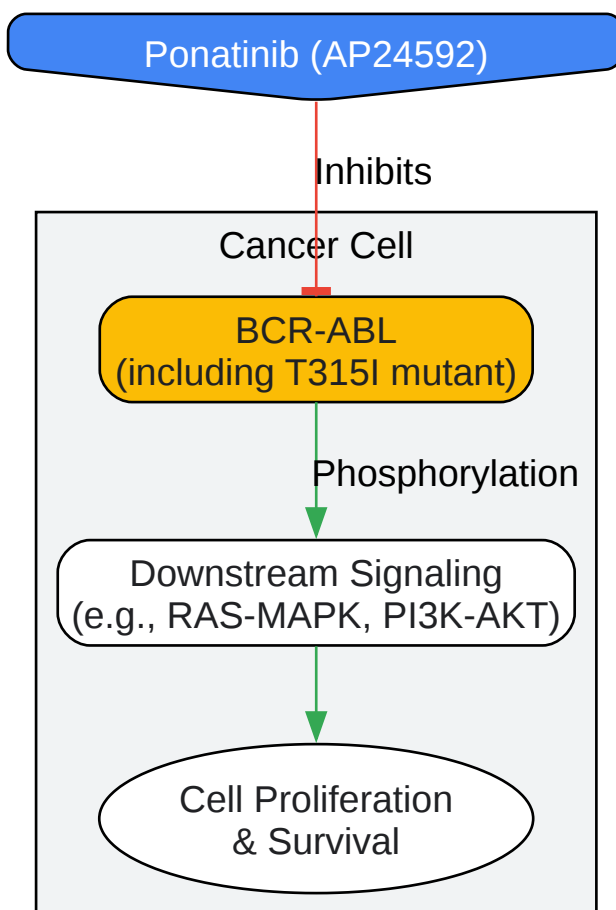 Ponatinib (AP24592)
Inhibits
Cancer Cell
BCR-ABL
(including T315I mutant)
Phosphorylation
Downstream Signaling
(e.g., RAS-MAPK, PI3K-AKT)
Cell Proliferation
& Survival